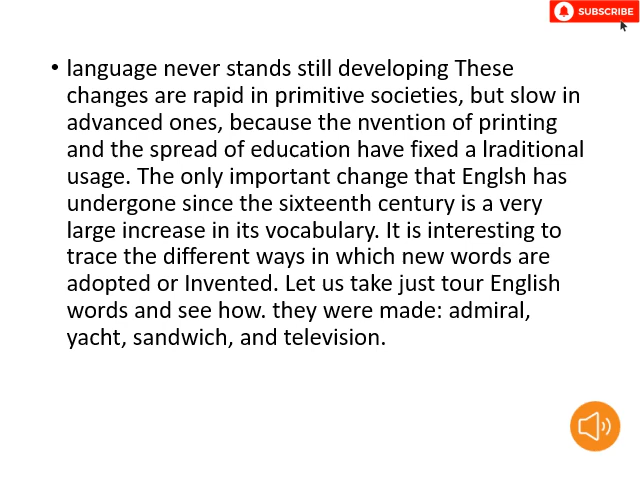 SUBSCRIBE
• language never stands still developing These
changes are rapid in primitive societies, but slow in
advanced ones, because the nvention of printing
and the spread of education have fixed a lraditional
usage. The only important change that Englsh has
undergone since the sixteenth century is a very
large increase in its vocabulary. It is interesting to
trace the different ways in which new words are
adopted or Invented. Let us take just tour English
words and see how. they were made: admiral,
yacht, sandwich, and television.